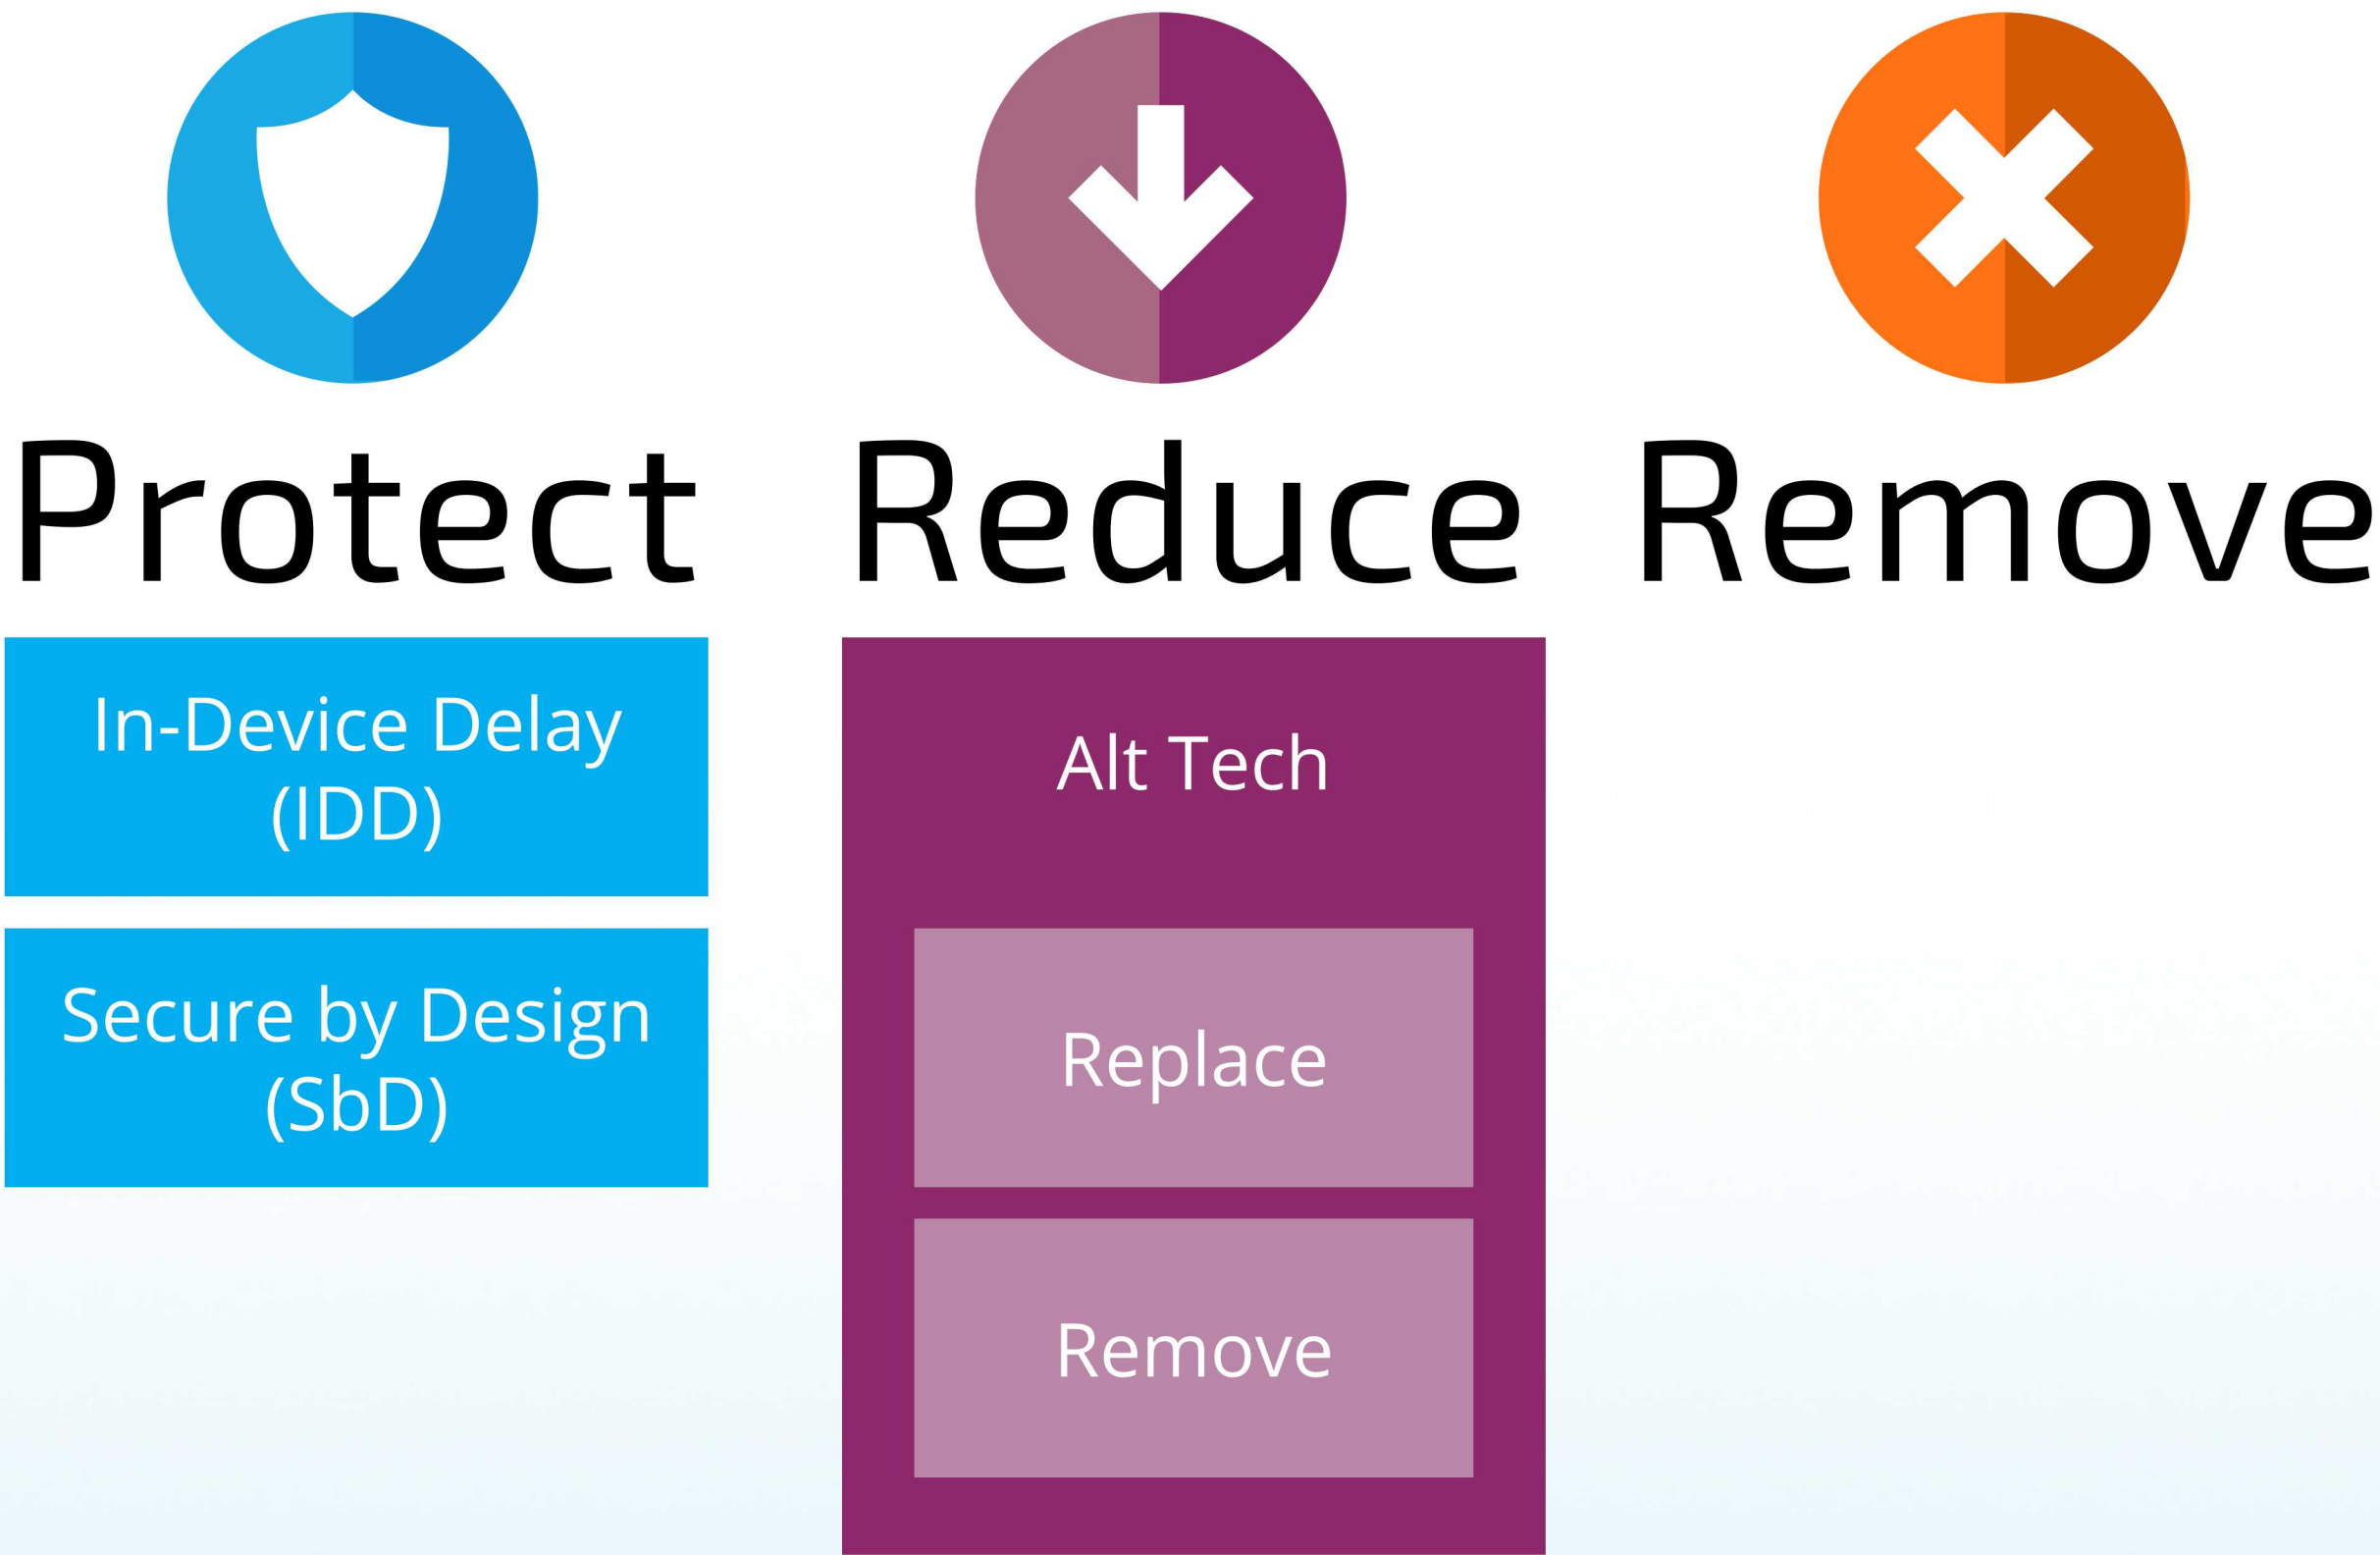 Protect
Reduce
Remove
In-Device Delay
(IDD)
Secure by Design
(SbD)
Alt Tech
Replace
Remove